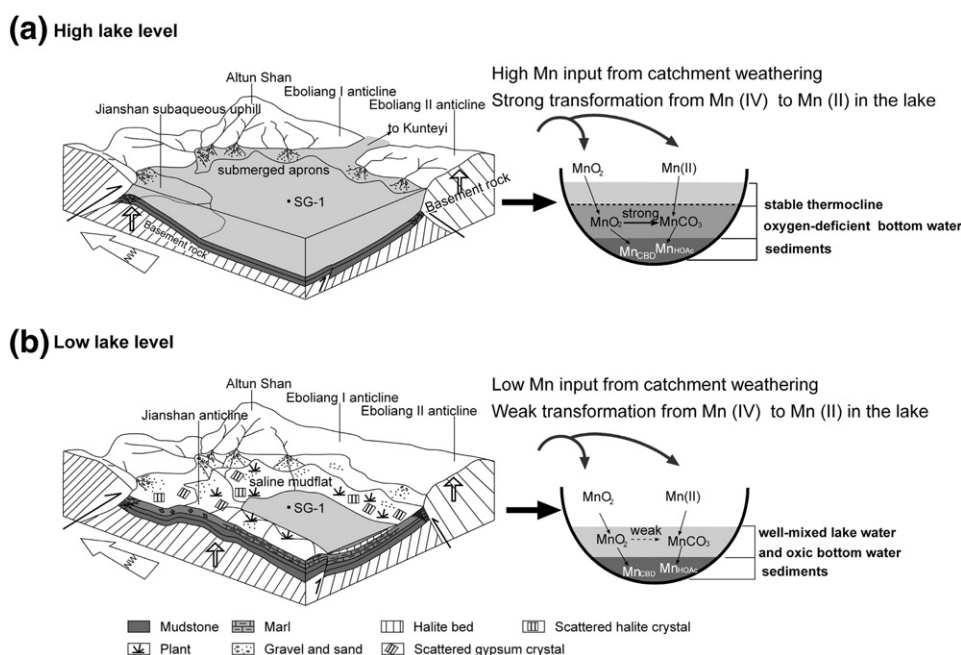 (a) High lake level
Altun Shan
Eboliang I anticline
Jianshan subaqueous uphill
Eboliang II anticline
to Kunteyi
submerged aprons
SG-1
Basement rock
Basement rock
NW
High Mn input from catchment weathering
Strong transformation from Mn (IV) to Mn (II) in the lake
MnO2 Mn(II)
stable thermocline
strong
MnO2 MnCO3
oxygen-deficient bottom water
MnCBD MnHOAc
sediments
(b) Low lake level
Altun Shan
Eboliang I anticline
Jianshan anticline
Eboliang II anticline
saline mudflat
SG-1
NW
Low Mn input from catchment weathering
Weak transformation from Mn (IV) to Mn (II) in the lake
MnO2 Mn(II)
weak
MnO2 MnCO3
well-mixed lake water
and oxic bottom water
MnCBD MnHOAc
sediments
Mudstone Marl Halite bed Scattered halite crystal
Plant Gravel and sand Scattered gypsum crystal